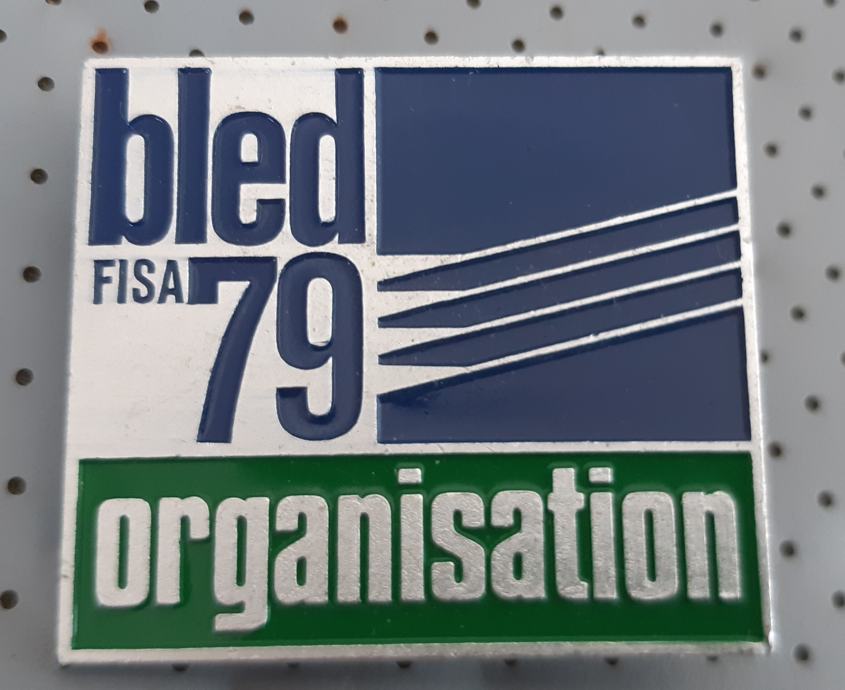 bled
FISA 79
organisation